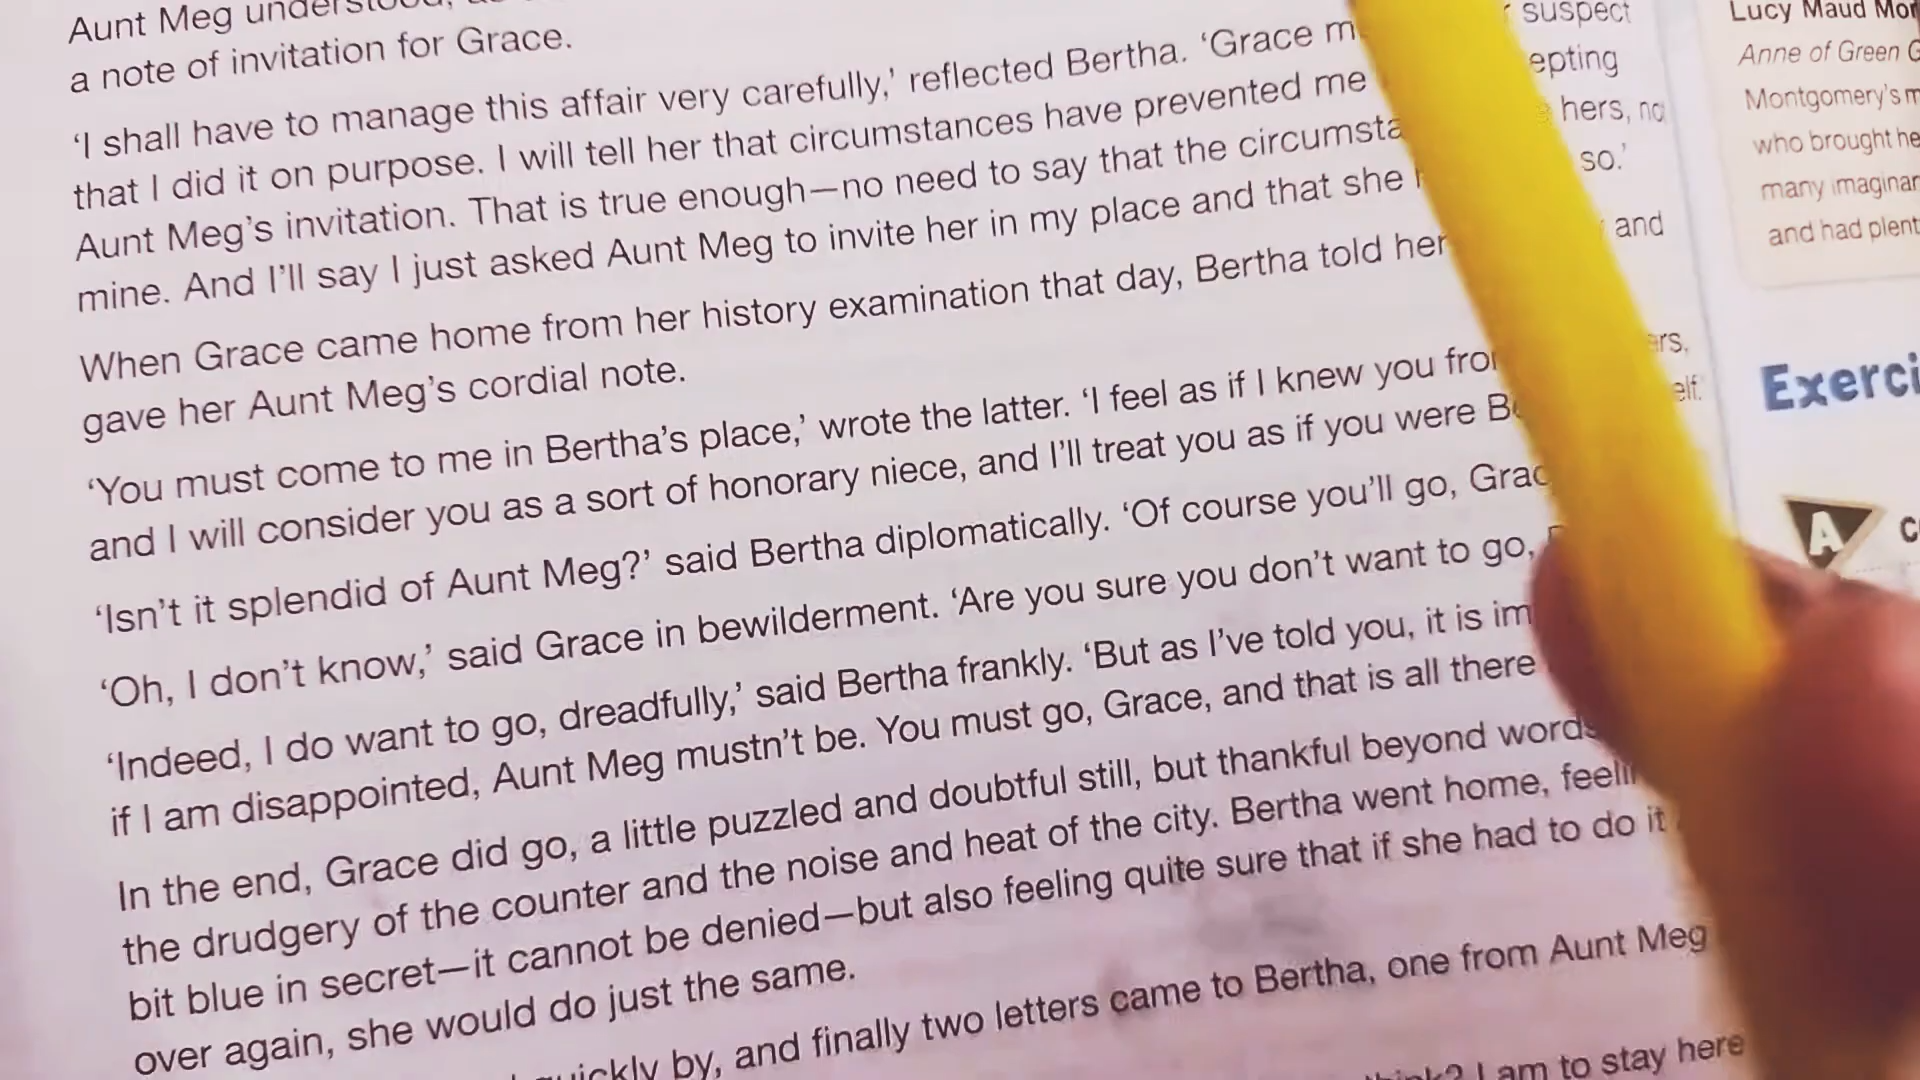 Aunt Meg understood,
a note of invitation for Grace.
‘I shall have to manage this affair very carefully,’ reflected Bertha. ‘Grace suspect
that I did it on purpose. I will tell her that circumstances have prevented me
Aunt Meg’s invitation. That is true enough—no need to say that the hers,
mine. And I’ll say I just asked Aunt Meg to invite her in my place and that she so.’
When Grace came home from her history examination that day, Bertha told her and
gave her Aunt Meg’s cordial note.
‘You must come to me in Bertha’s place,’ wrote the latter. ‘I feel as if I knew you
and I will consider you as a sort of honorary niece, and I’ll treat you as if you were
‘Isn’t it splendid of Aunt Meg?’ said Bertha diplomatically. ‘Of course you’ll go,
‘Oh, I don’t know,’ said Grace in bewilderment. ‘Are you sure you don’t want to go,
‘Indeed, I do want to go, dreadfully,’ said Bertha frankly. ‘But as I’ve told you, it is
if I am disappointed, Aunt Meg mustn’t be. You must go, Grace, and that is all there
In the end, Grace did go, a little puzzled and doubtful still, but thankful beyond words
the drudgery of the counter and the noise and heat of the city. Bertha went home,
bit blue in secret—it cannot be denied—but also feeling quite sure that if she had to do it
over again, she would do just the same.
quickly by, and finally two letters came to Bertha, one from Aunt Meg
I am to stay here
Lucy Maud
Anne of Green
Montgomery’s
who brought
many
and had
A